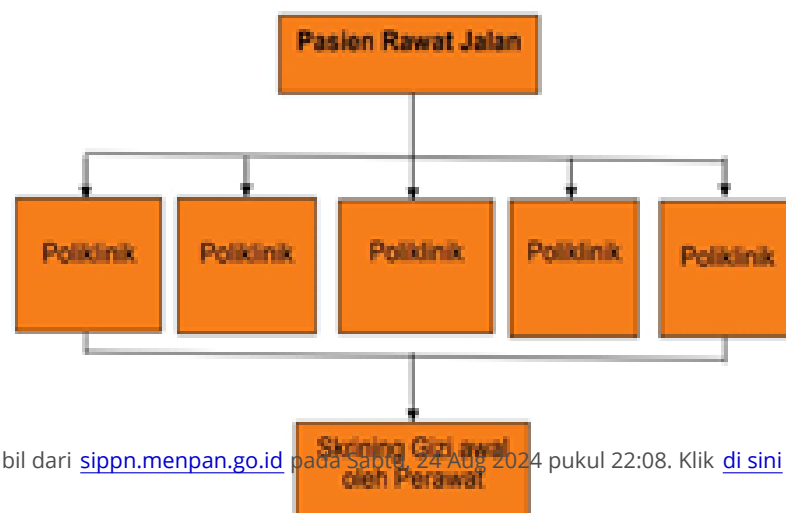 Pasien Rawat Jalan
Poliklinik Poliklinik Poliklinik Poliklinik Poliklinik
Skrining Gizi awal
oleh Perawat
bil dari sippn.menpan.go.id pada Sabtu, 24 Aug 2024 pukul 22:08. Klik di sini